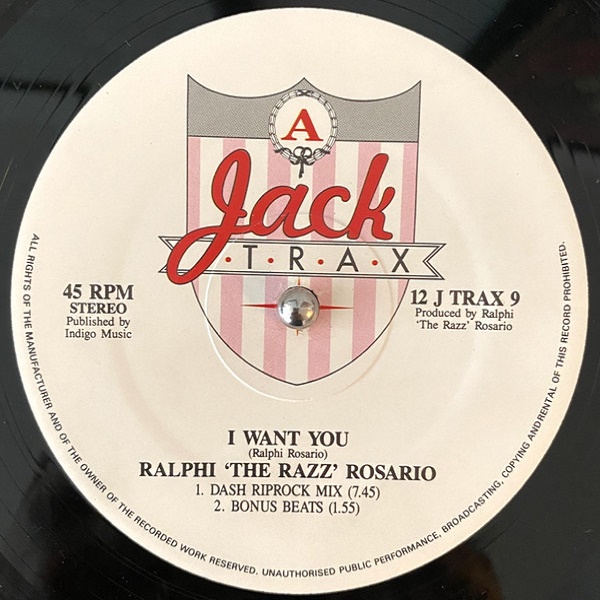 A
Jack
T·R·A·X
45 RPM
STEREO
Published by
Indigo Music
12 J TRAX 9
Produced by Ralphi
'The Razz' Rosario
I WANT YOU
(Ralphi Rosario)
RALPHI 'THE RAZZ' ROSARIO
1. DASH RIPROCK MIX (7.45)
2. BONUS BEATS (1.55)
ALL RIGHTS OF THE MANUFACTURER AND OF THE OWNER OF THE RECORDED WORK RESERVED. UNAUTHORISED PUBLIC PERFORMANCE, BROADCASTING, COPYING ANDRENTAL OF THIS RECORD PROHIBITED.